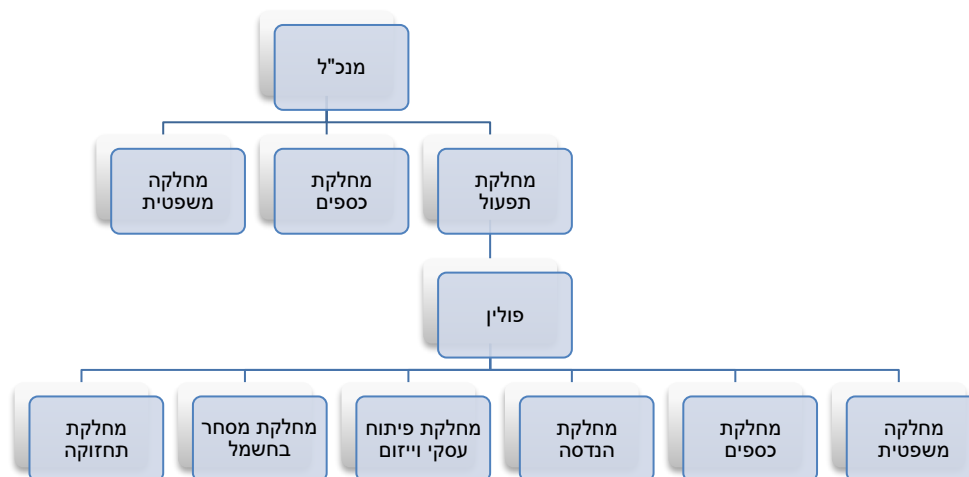 מנכ"ל
מחלקת
תפעול
מחלקת
כספים
מחלקה
משפטית
פולין
מחלקה
משפטית
מחלקת
כספים
מחלקת
הנדסה
מחלקת פיתוח
עסקי וייזום
מחלקת מסחר
בחשמל
מחלקת
תחזוקה